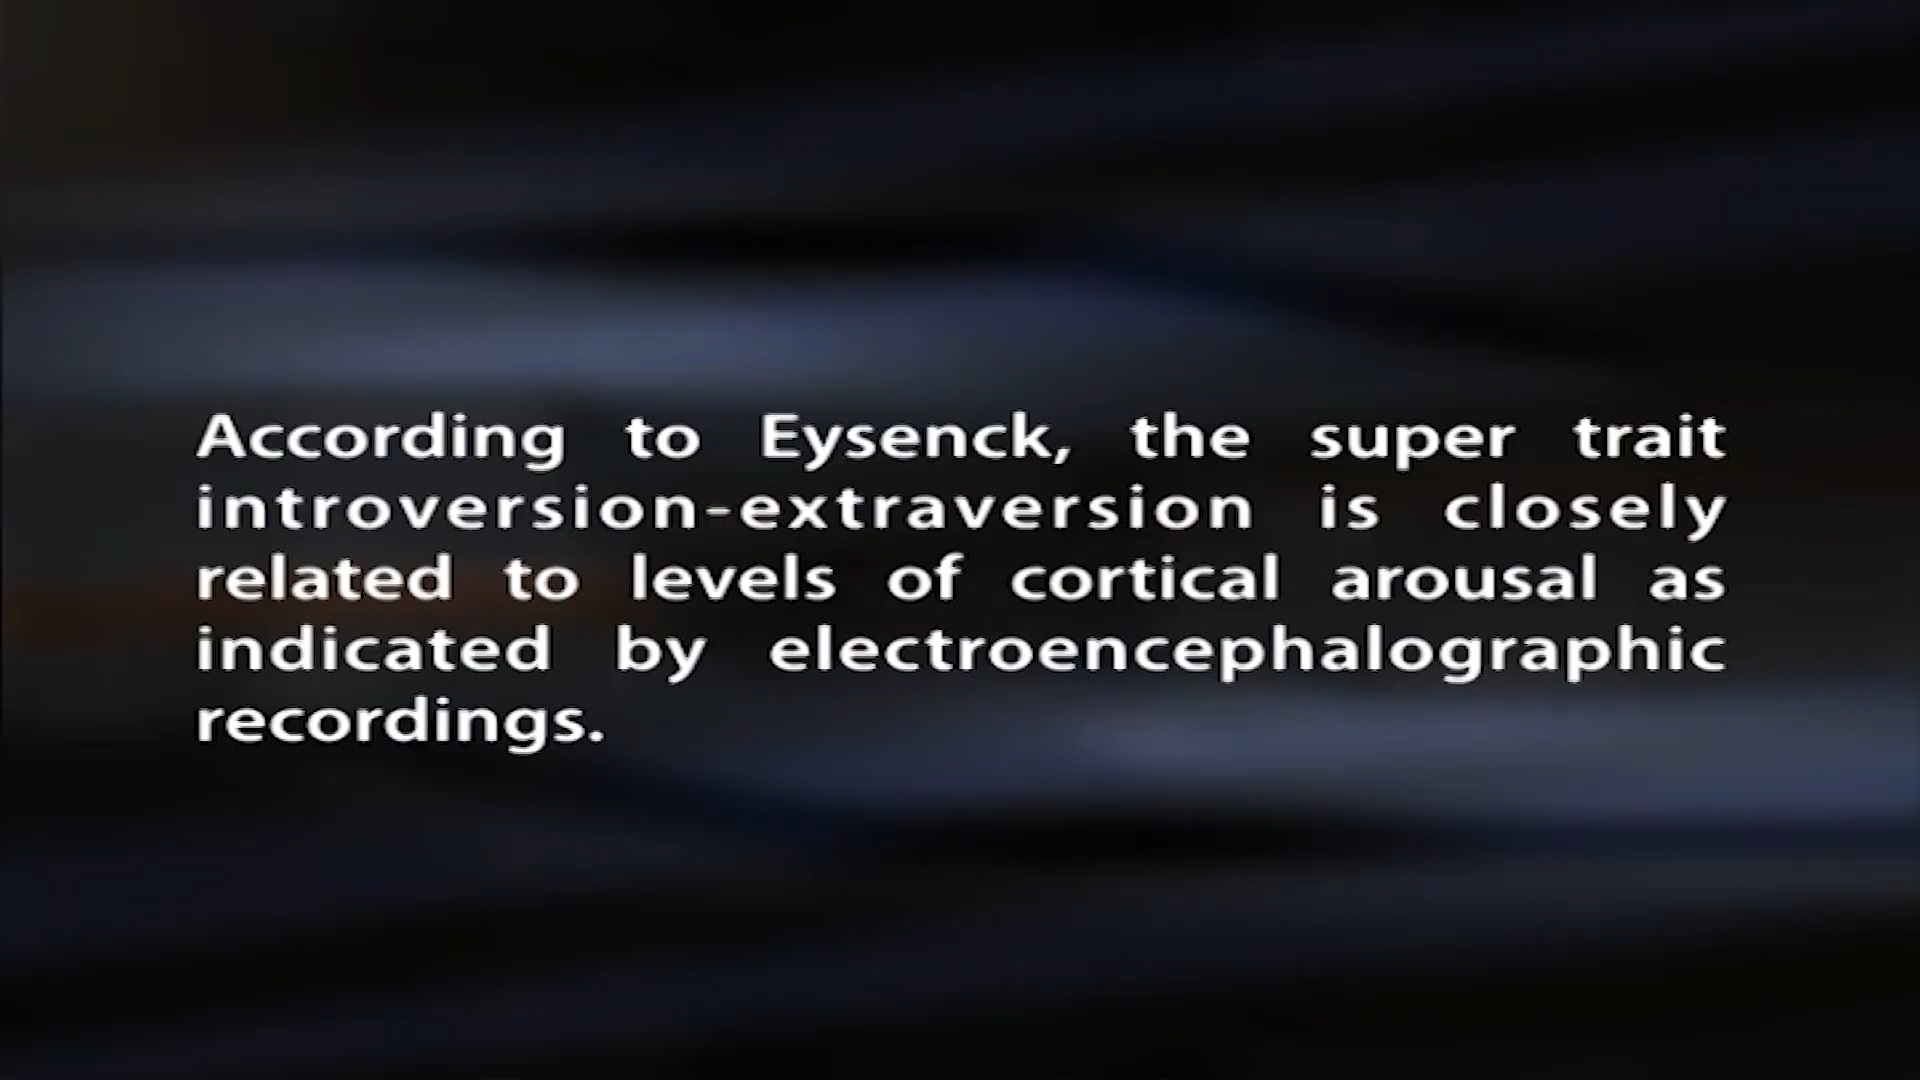 According to Eysenck, the super trait
introversion-extraversion is closely
related to levels of cortical arousal as
indicated by electroencephalographic
recordings.